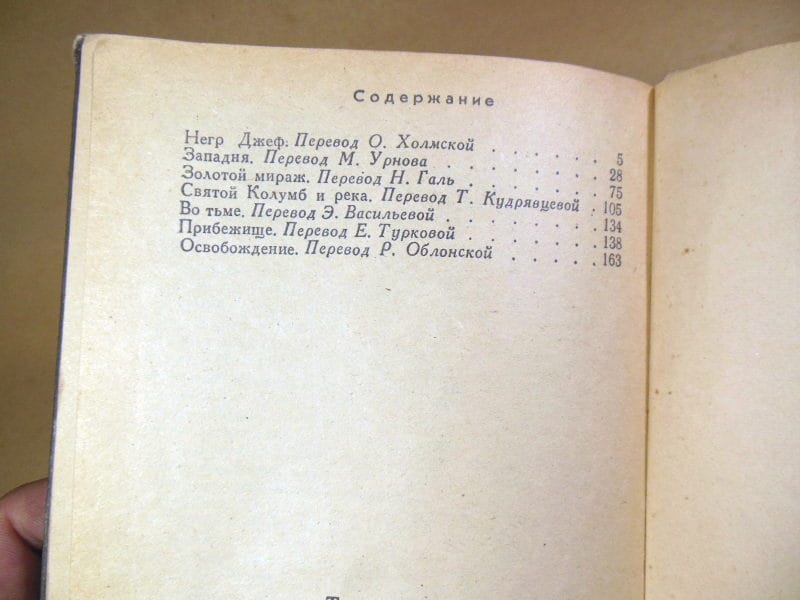 Содержание
Негр Джеф. Перевод О. Холмской . . . . . . 5
Западня. Перевод М. Урнова . . . . . . . 28
Золотой мираж. Перевод Н. Галь . . . . . . 75
Святой Колумб и река. Перевод Т. Кудрявцевой . 105
Во тьме. Перевод Э. Васильевой . . . . . . . 134
Прибежище. Перевод Е. Турковой . . . . . . 138
Освобождение. Перевод Р. Облонской . . . . . 163